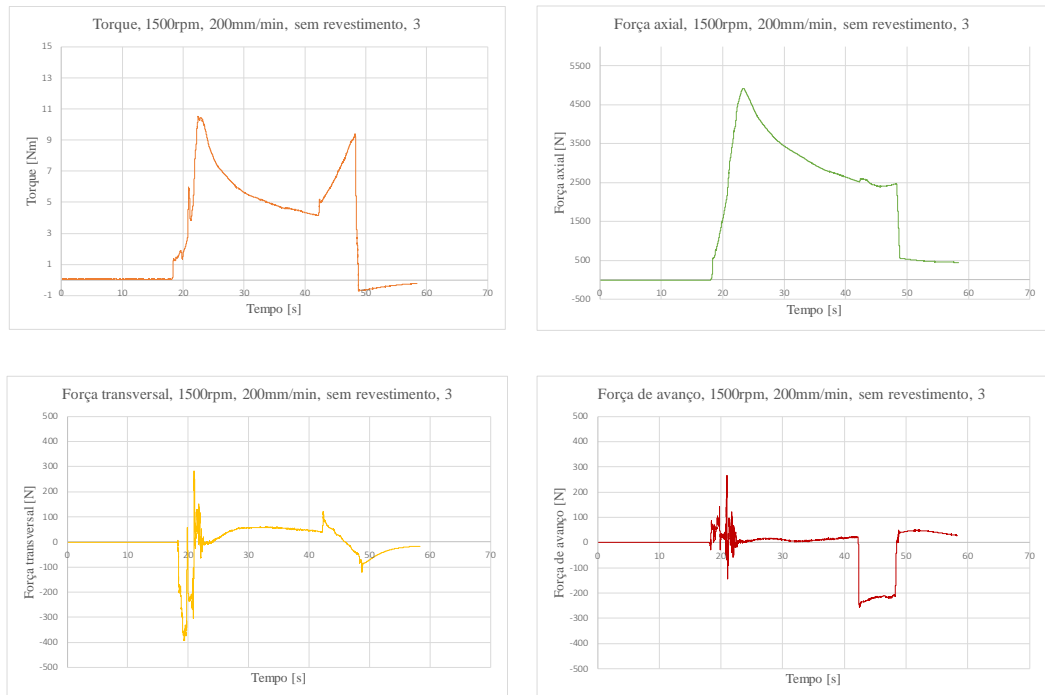 Torque, 1500rpm, 200mm/min, sem revestimento, 3
15
13
11
9
7
5
3
1
-1
Torque [Nm]
0 10 20 30 40 50 60 70
Tempo [s]
Força axial, 1500rpm, 200mm/min, sem revestimento, 3
5500
4500
3500
2500
1500
500
-500
Força axial [N]
0 10 20 30 40 50 60 70
Tempo [s]
Força transversal, 1500rpm, 200mm/min, sem revestimento, 3
500
400
300
200
100
0
-100
-200
-300
-400
-500
Força transversal [N]
0 10 20 30 40 50 60 70
Tempo [s]
Força de avanço, 1500rpm, 200mm/min, sem revestimento, 3
500
400
300
200
100
0
-100
-200
-300
-400
-500
Força de avanço [N]
0 10 20 30 40 50 60 70
Tempo [s]